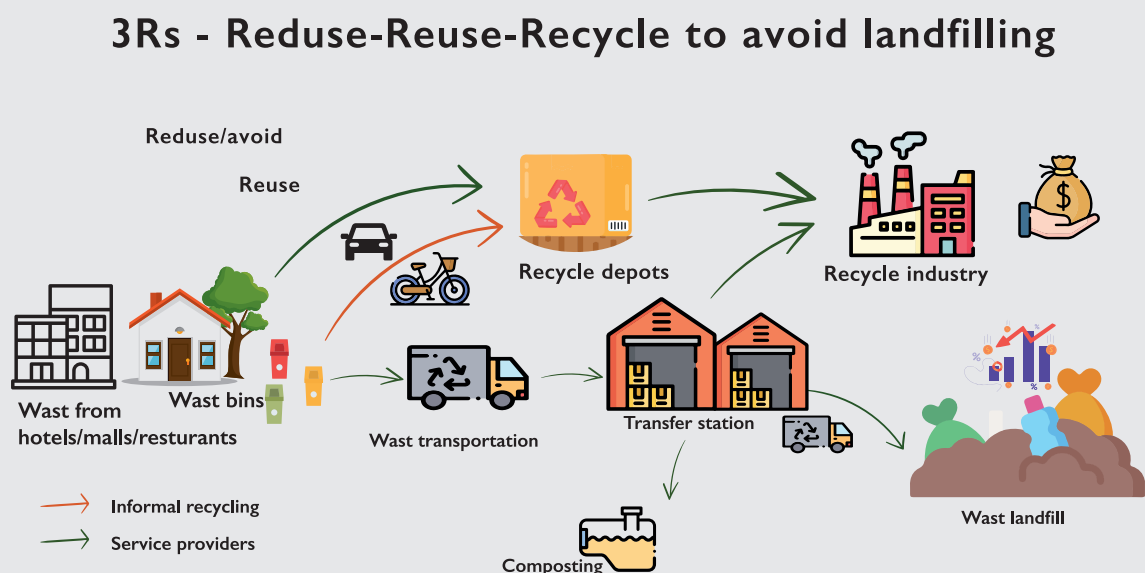 3Rs - Reduse-Reuse-Recycle to avoid landfilling
Reduse/avoid
Reuse
Recycle depots
Recycle industry
$
Wast from
hotels/malls/resturants
Wast bins
Wast transportation
Transfer station
%
%
%
Wast landfill
Informal recycling
Service providers
Composting